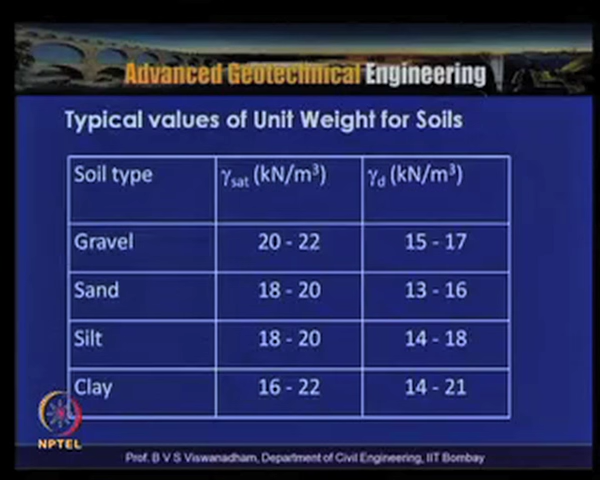 Advanced Geotechnical Engineering
Typical values of Unit Weight for Soils
Soil type γsat (kN/m³) γd (kN/m³)
Gravel 20 - 22 15 - 17
Sand 18 - 20 13 - 16
Silt 18 - 20 14 - 18
Clay 16 - 22 14 - 21
NPTEL
Prof. B V S Viswanadham, Department of Civil Engineering, IIT Bombay